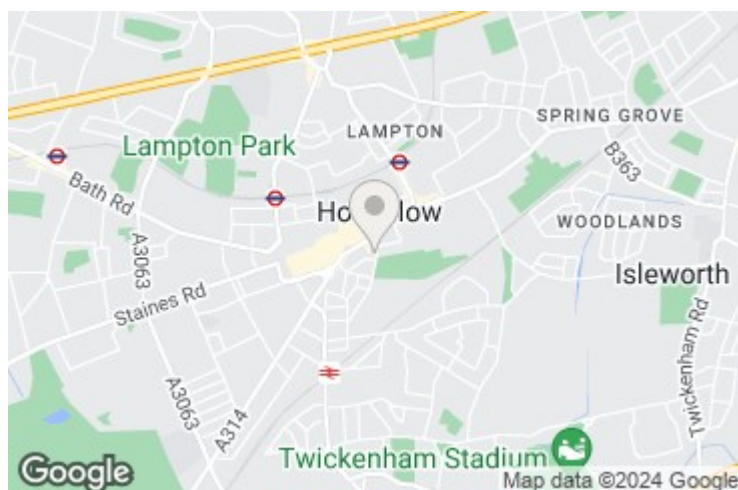 SPRING GROVE
LAMPTON
Lampton Park
B363
Bath Rd
WOODLANDS
A3063
Isleworth
Staines Rd
Twickenham Rd
A3063
A314
Twickenham Stadium
Google
Map data ©2024 Google